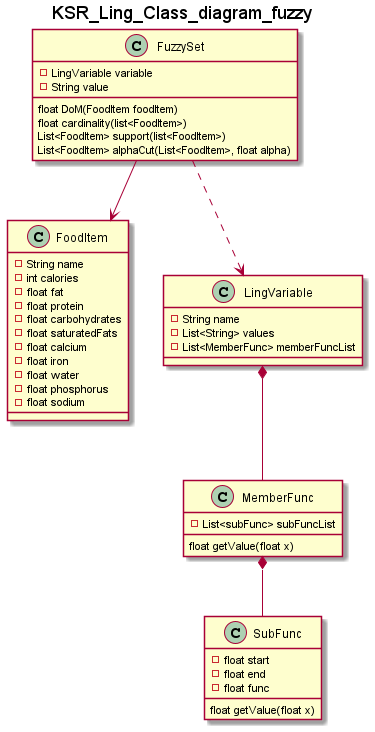 KSR_Ling_Class_diagram_fuzzy
C FuzzySet
LingVariable variable
String value
float DoM(FoodItem foodItem)
float cardinality(list<FoodItem>)
List<FoodItem> support(list<FoodItem>)
List<FoodItem> alphaCut(List<FoodItem>, float alpha)
C FoodItem
String name
int calories
float fat
float protein
float carbohydrates
float saturatedFats
float calcium
float iron
float water
float phosphorus
float sodium
C LingVariable
String name
List<String> values
List<MemberFunc> memberFuncList
C MemberFunc
List<subFunc> subFuncList
float getValue(float x)
C SubFunc
float start
float end
float func
float getValue(float x)